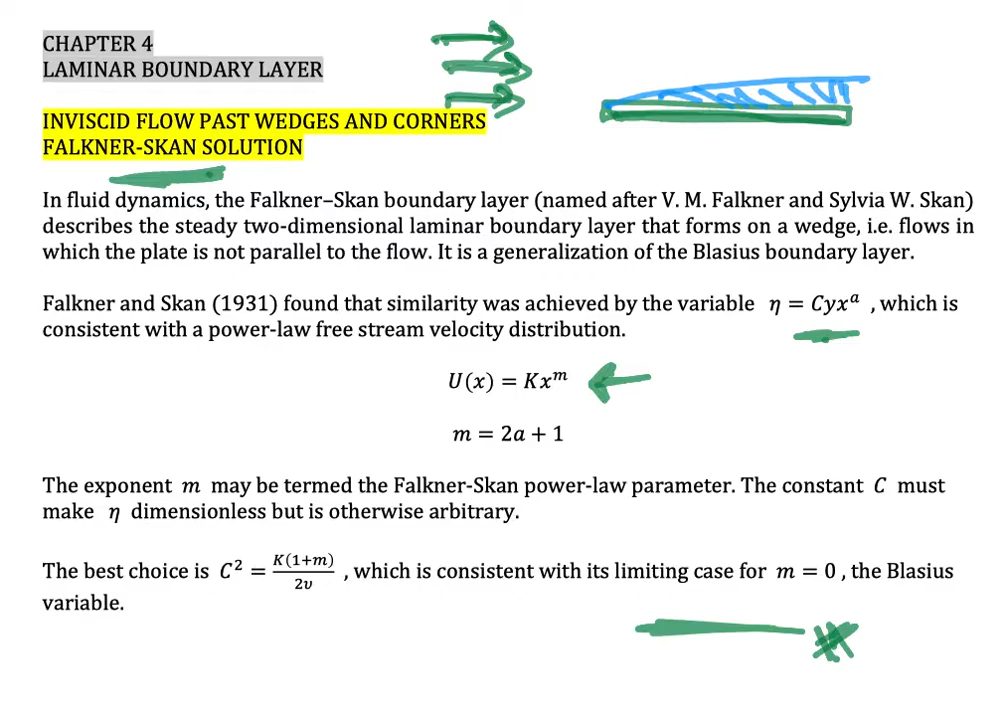 CHAPTER 4
LAMINAR BOUNDARY LAYER
INVISCID FLOW PAST WEDGES AND CORNERS
FALKNER-SKAN SOLUTION
In fluid dynamics, the Falkner–Skan boundary layer (named after V. M. Falkner and Sylvia W. Skan)
describes the steady two-dimensional laminar boundary layer that forms on a wedge, i.e. flows in
which the plate is not parallel to the flow. It is a generalization of the Blasius boundary layer.
Falkner and Skan (1931) found that similarity was achieved by the variable η = Cyxᵃ , which is
consistent with a power-law free stream velocity distribution.
U(x) = Kxᵐ
m = 2a + 1
The exponent m may be termed the Falkner-Skan power-law parameter. The constant C must
make η dimensionless but is otherwise arbitrary.
The best choice is C² = K(1+m)/2υ , which is consistent with its limiting case for m = 0 , the Blasius
variable.